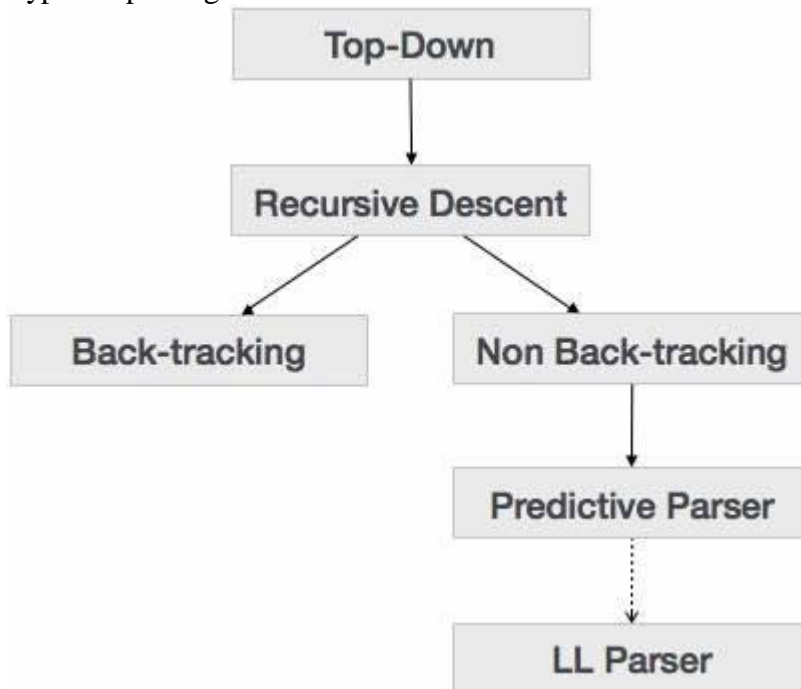 Top-Down
Recursive Descent
Back-tracking
Non Back-tracking
Predictive Parser
LL Parser